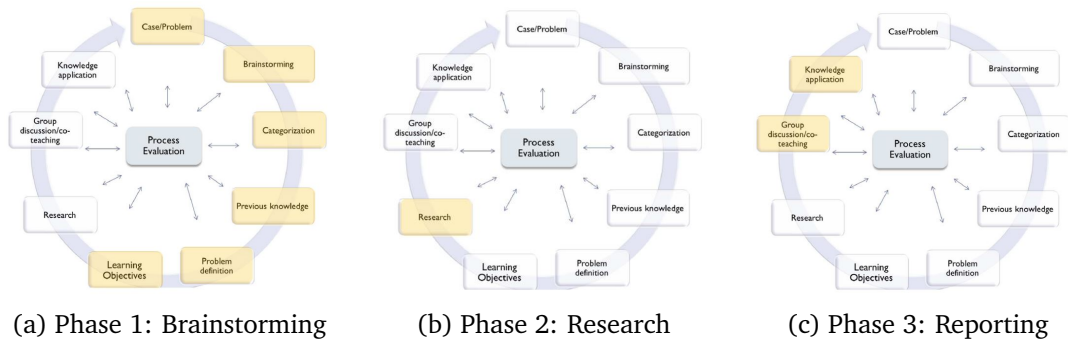 Case/Problem
Brainstorming
Categorization
Previous knowledge
Problem
definition
Learning
Objectives
Research
Group
discussion/co-
teaching
Knowledge
application
Process
Evaluation
(a) Phase 1: Brainstorming
Case/Problem
Brainstorming
Categorization
Previous knowledge
Problem
definition
Learning
Objectives
Research
Group
discussion/co-
teaching
Knowledge
application
Process
Evaluation
(b) Phase 2: Research
Case/Problem
Brainstorming
Categorization
Previous knowledge
Problem
definition
Learning
Objectives
Research
Group
discussion/co-
teaching
Knowledge
application
Process
Evaluation
(c) Phase 3: Reporting